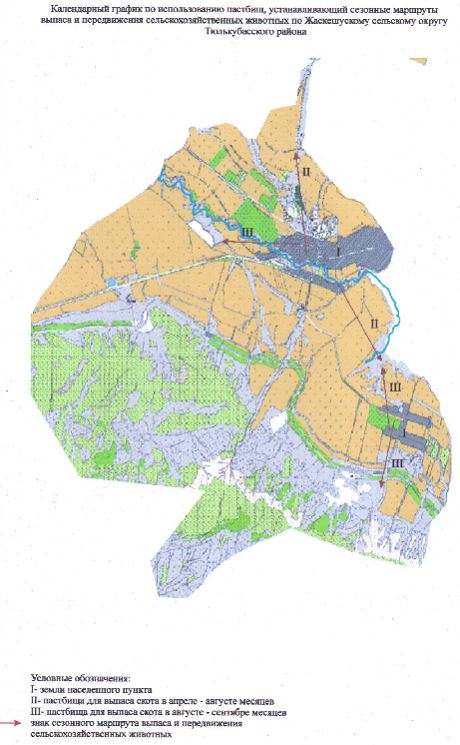 Календарный график по использованию пастбищ, устанавливающий сезонные маршруты
выпаса и передвижения сельскохозяйственных животных по Жаскешускому сельскому округу
Тюлькубасского района
II
III
I
II
III
I
III
Условные обозначения:
I- земли населенного пункта
II- пастбища для выпаса скота в апреле - августе месяцев
III- пастбища для выпаса скота в августе - сентябре месяцев
знак сезонного маршрута выпаса и передвижения
сельскохозяйственных животных